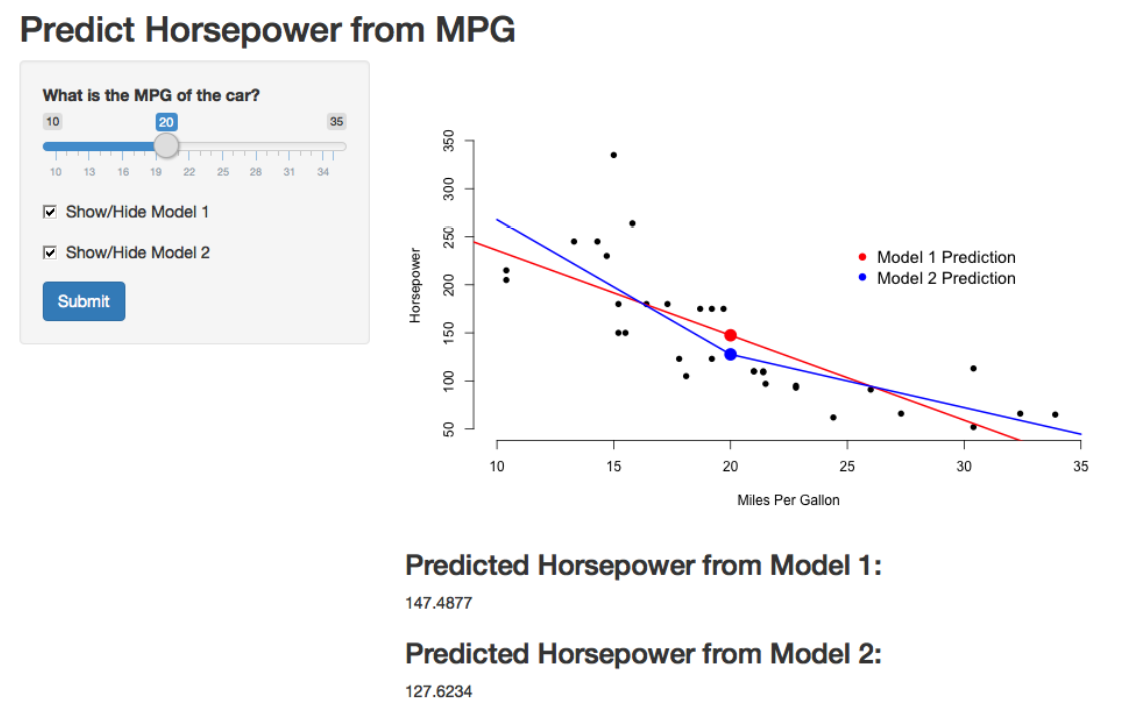 Predict Horsepower from MPG
What is the MPG of the car?
10 20 35
10 13 16 19 22 25 28 31 34
Show/Hide Model 1
Show/Hide Model 2
Submit
Horsepower
350
300
250
200
150
100
50
Model 1 Prediction
Model 2 Prediction
10 15 20 25 30 35
Miles Per Gallon
Predicted Horsepower from Model 1:
147.4877
Predicted Horsepower from Model 2:
127.6234